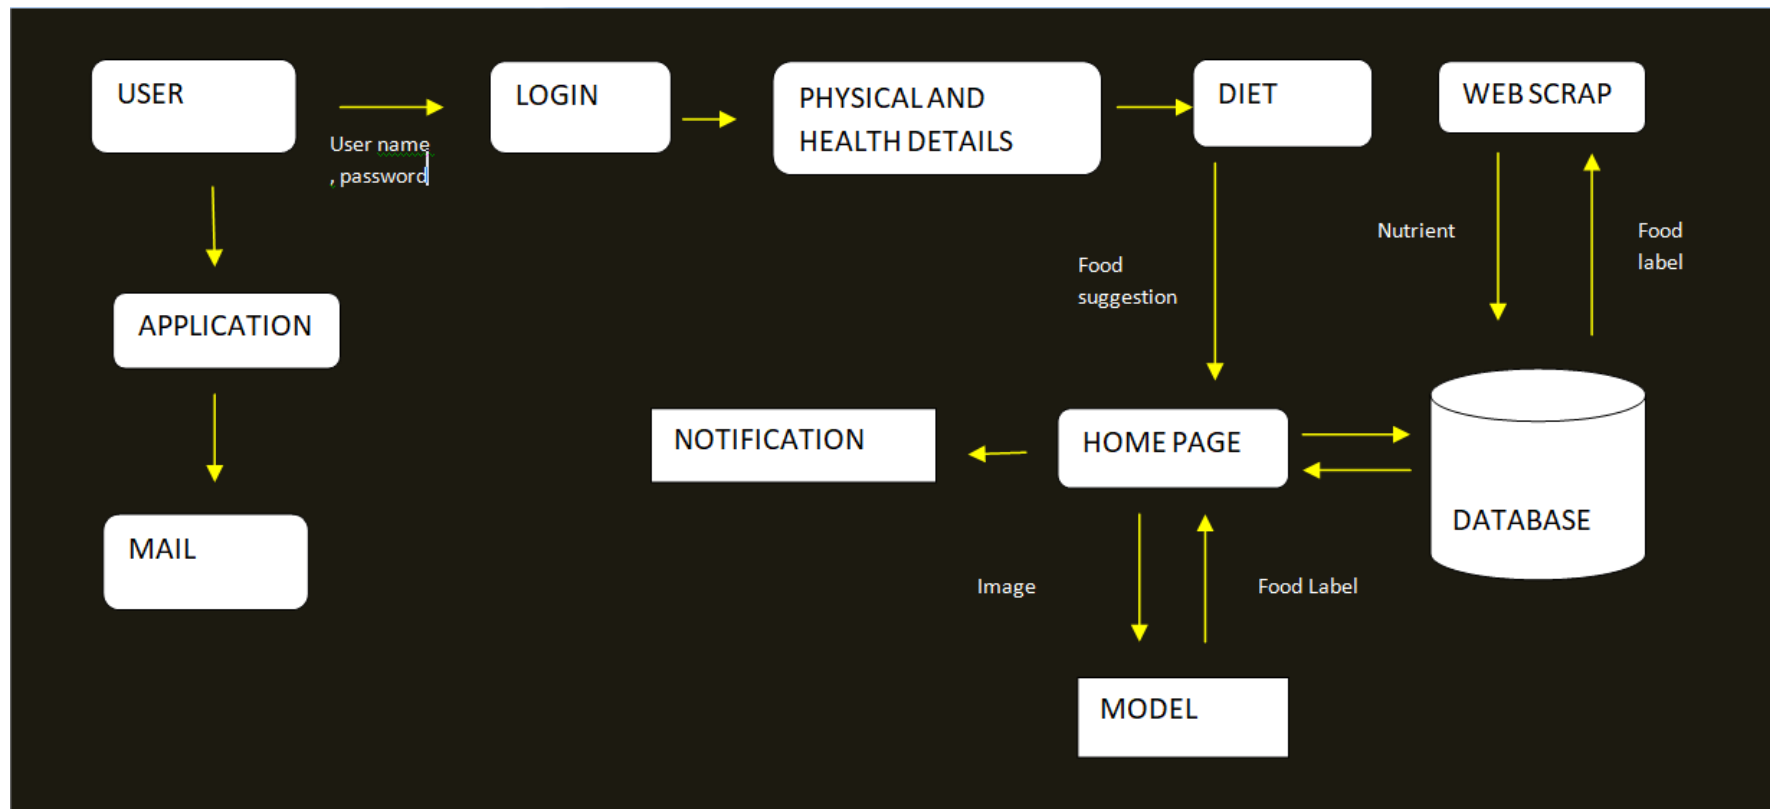 USER
User name
, password
LOGIN
PHYSICAL AND
HEALTH DETAILS
DIET
WEB SCRAP
Nutrient
Food
label
Food
suggestion
APPLICATION
NOTIFICATION
HOME PAGE
DATABASE
MAIL
Image
Food Label
MODEL